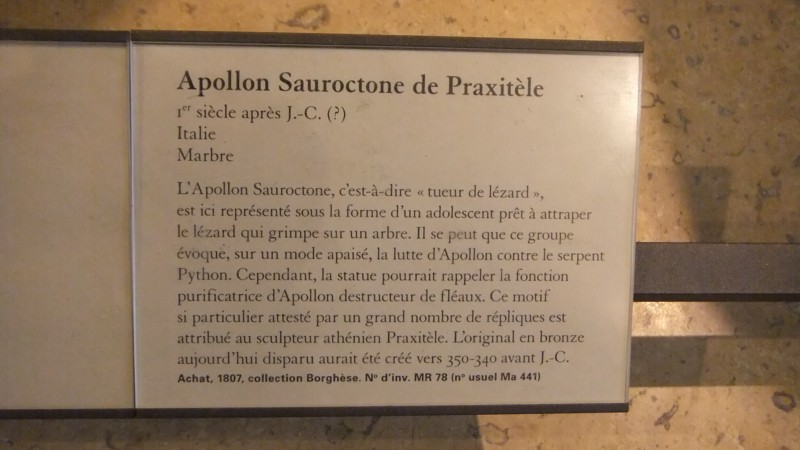 Apollon Sauroctone de Praxitèle
1er siècle après J.-C. (?)
Italie
Marbre
L'Apollon Sauroctone, c'est-à-dire « tueur de lézard »,
est ici représenté sous la forme d'un adolescent prêt à attraper
le lézard qui grimpe sur un arbre. Il se peut que ce groupe
évoque, sur un mode apaisé, la lutte d'Apollon contre le serpent
Python. Cependant, la statue pourrait rappeler la fonction
purificatrice d'Apollon destructeur de fléaux. Ce motif
si particulier attesté par un grand nombre de répliques est
attribué au sculpteur athénien Praxitèle. L'original en bronze
aujourd'hui disparu aurait été créé vers 350-340 avant J.-C.
Achat, 1807, collection Borghèse. N° d'inv. MR 78 (n° usuel Ma 441)